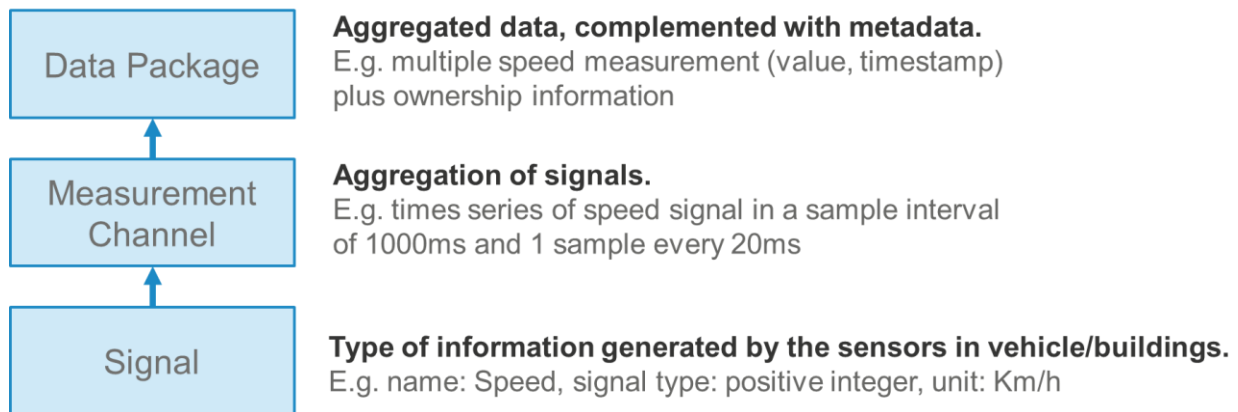 Data Package
Aggregated data, complemented with metadata.
E.g. multiple speed measurement (value, timestamp)
plus ownership information
Measurement
Channel
Aggregation of signals.
E.g. times series of speed signal in a sample interval
of 1000ms and 1 sample every 20ms
Signal
Type of information generated by the sensors in vehicle/buildings.
E.g. name: Speed, signal type: positive integer, unit: Km/h